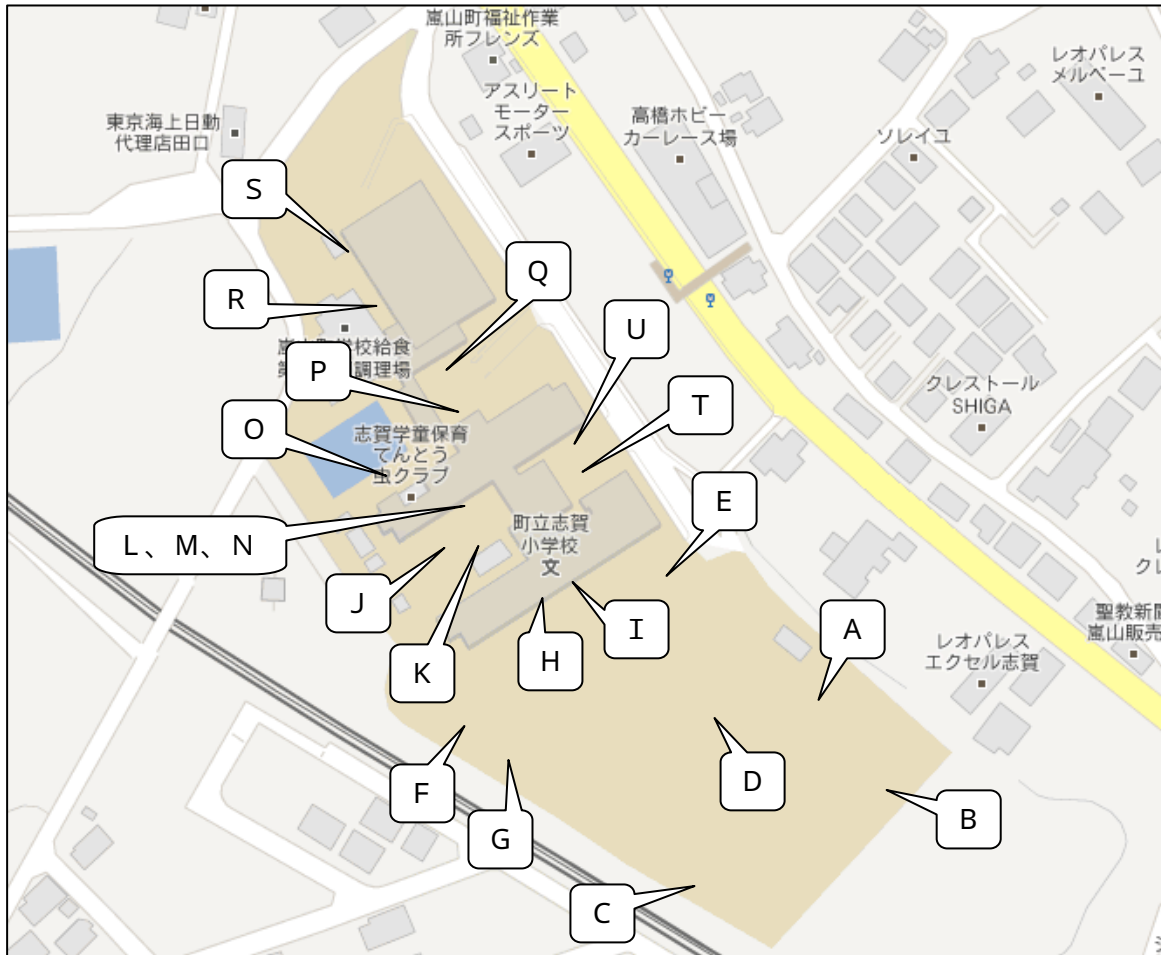 嵐山町福祉作業
所フレンズ
レオパレス
メルベーユ
アスリート
モーター
スポーツ
高橋ホビー
カーレース場
東京海上日動
代理店田口
ソレイユ
S
Q
R
U
学校給食
調理場
P
クレストール
SHIGA
T
O
志賀学童保育
てんとう
虫クラブ
E
L、M、N
町立志賀
小学校
文
J
A
I
聖教新聞
嵐山販売
レオパレス
エクセル志賀
K
H
D
F
B
G
C